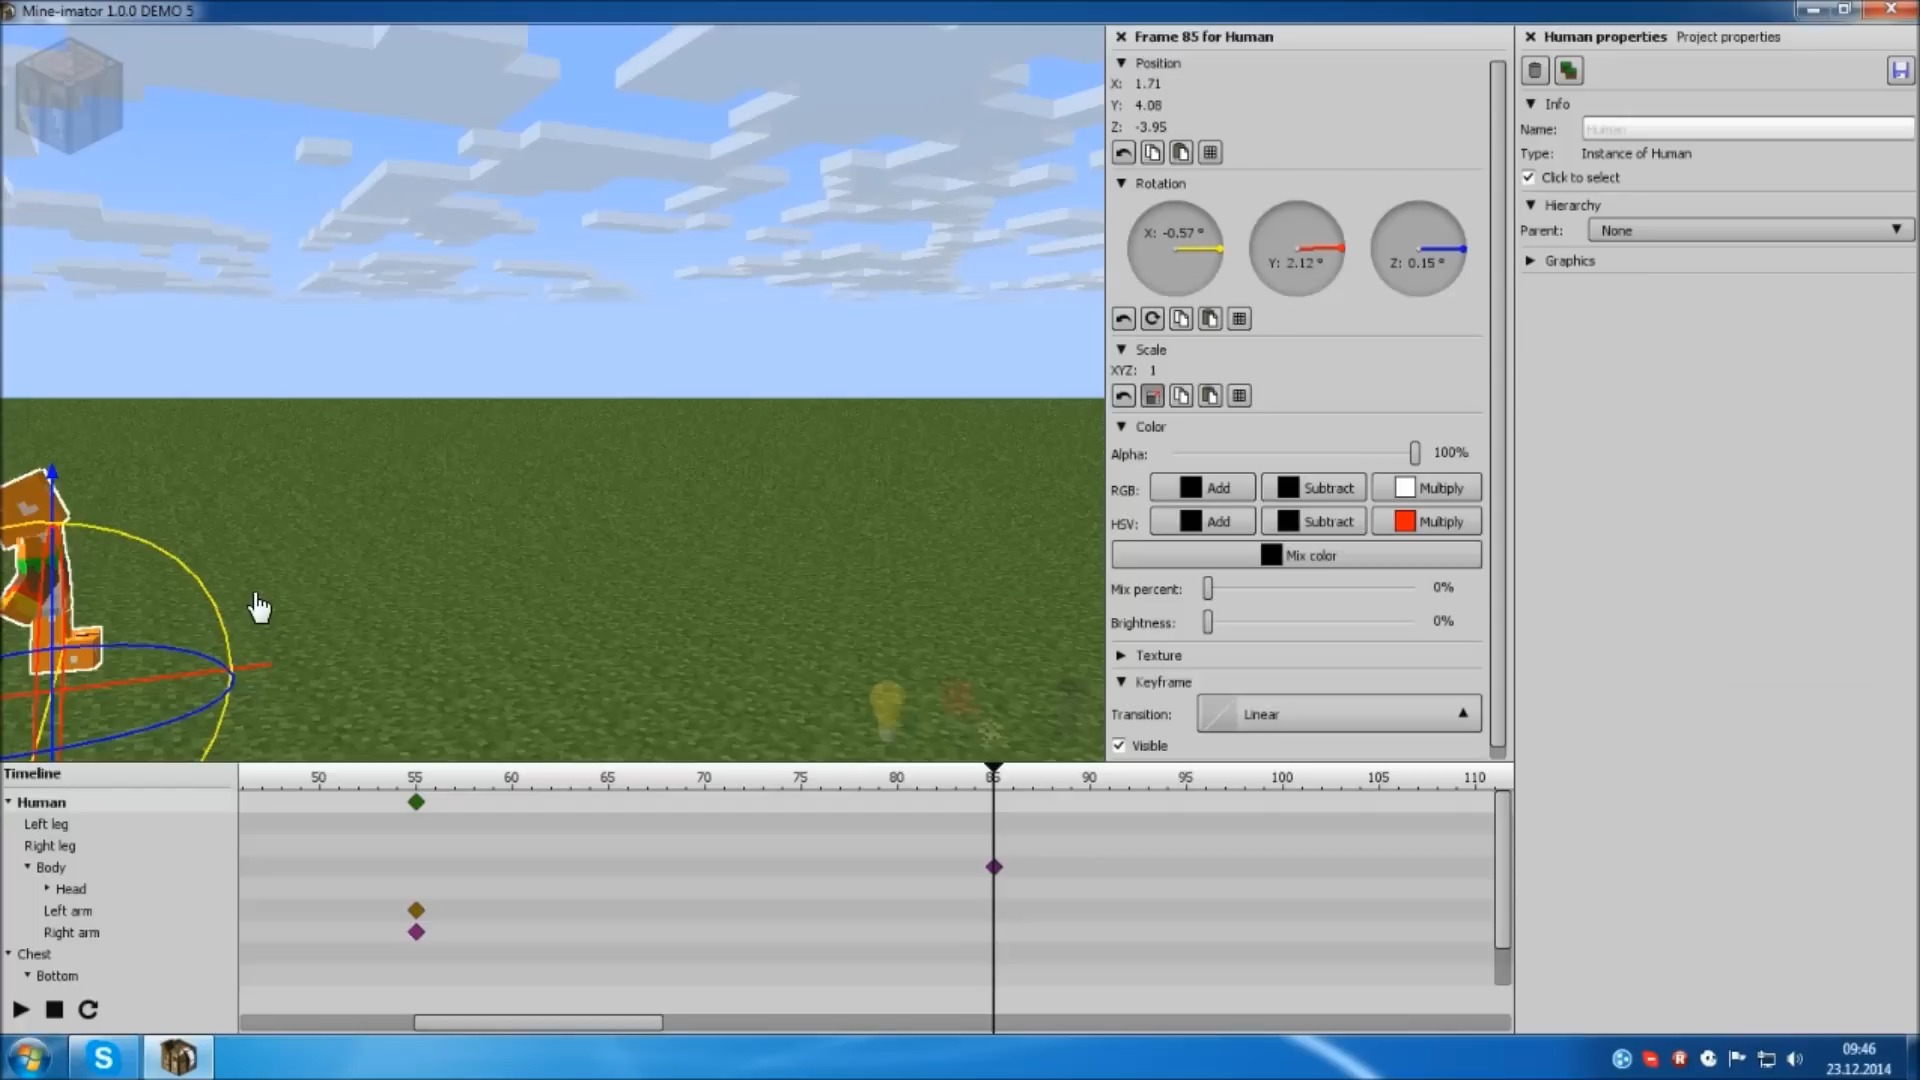 Mine-imator 1.0.0 DEMO 5
Frame 85 for Human
Position
X: 1.71
Y: 4.08
Z: -3.95
Rotation
X: -0.57 °
Y: 2.12 °
Z: 0.15 °
Scale
XYZ: 1
Color
Alpha: 100%
RGB: Add Subtract Multiply
HSV: Add Subtract Multiply
Mix color
Mix percent: 0%
Brightness: 0%
Texture
Keyframe
Transition: Linear
Visible
Human properties Project properties
Info
Name: Human
Type: Instance of Human
Click to select
Hierarchy
Parent: None
Graphics
Timeline
50 55 60 65 70 75 80 85 90 95 100 105 110
Human
Left leg
Right leg
Body
Head
Left arm
Right arm
Chest
Bottom
09:46
23.12.2014